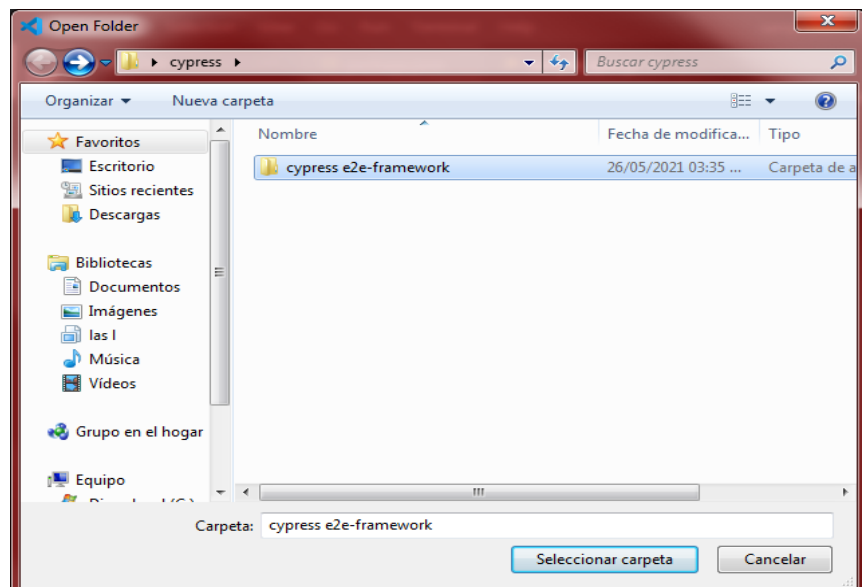 Open Folder
cypress
Buscar cypress
Organizar
Nueva carpeta
Nombre
Fecha de modifica...
Tipo
Favoritos
Escritorio
Sitios recientes
Descargas
Bibliotecas
Documentos
Imágenes
las I
Música
Vídeos
Grupo en el hogar
Equipo
cypress e2e-framework
26/05/2021 03:35 ...
Carpeta de a
Carpeta:
cypress e2e-framework
Seleccionar carpeta
Cancelar